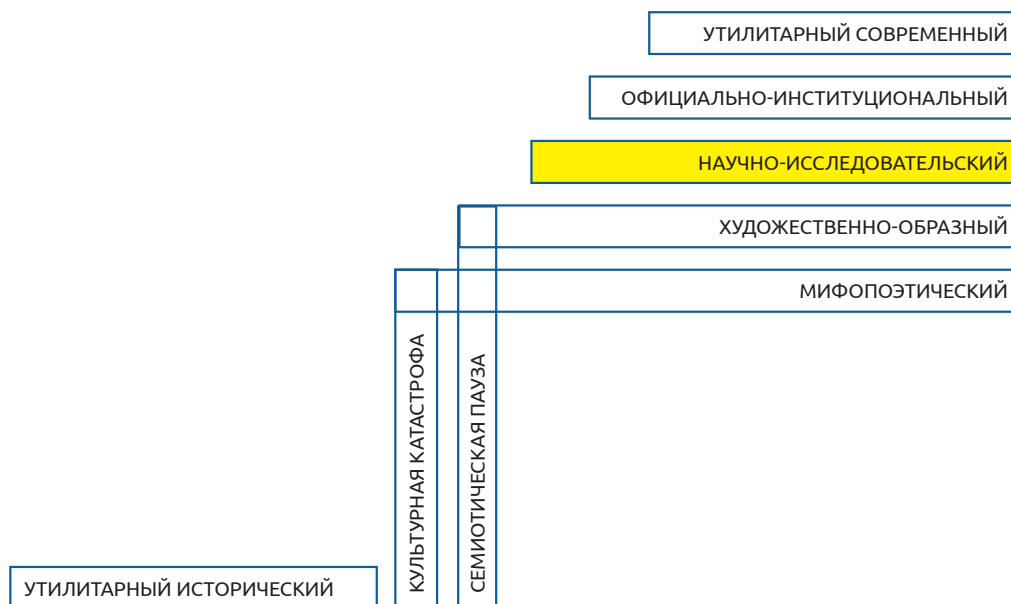 УТИЛИТАРНЫЙ СОВРЕМЕННЫЙ
ОФИЦИАЛЬНО-ИНСТИТУЦИОНАЛЬНЫЙ
НАУЧНО-ИССЛЕДОВАТЕЛЬСКИЙ
ХУДОЖЕСТВЕННО-ОБРАЗНЫЙ
МИФОПОЭТИЧЕСКИЙ
КУЛЬТУРНАЯ КАТАСТРОФА
СЕМИОТИЧЕСКАЯ ПАУЗА
УТИЛИТАРНЫЙ ИСТОРИЧЕСКИЙ